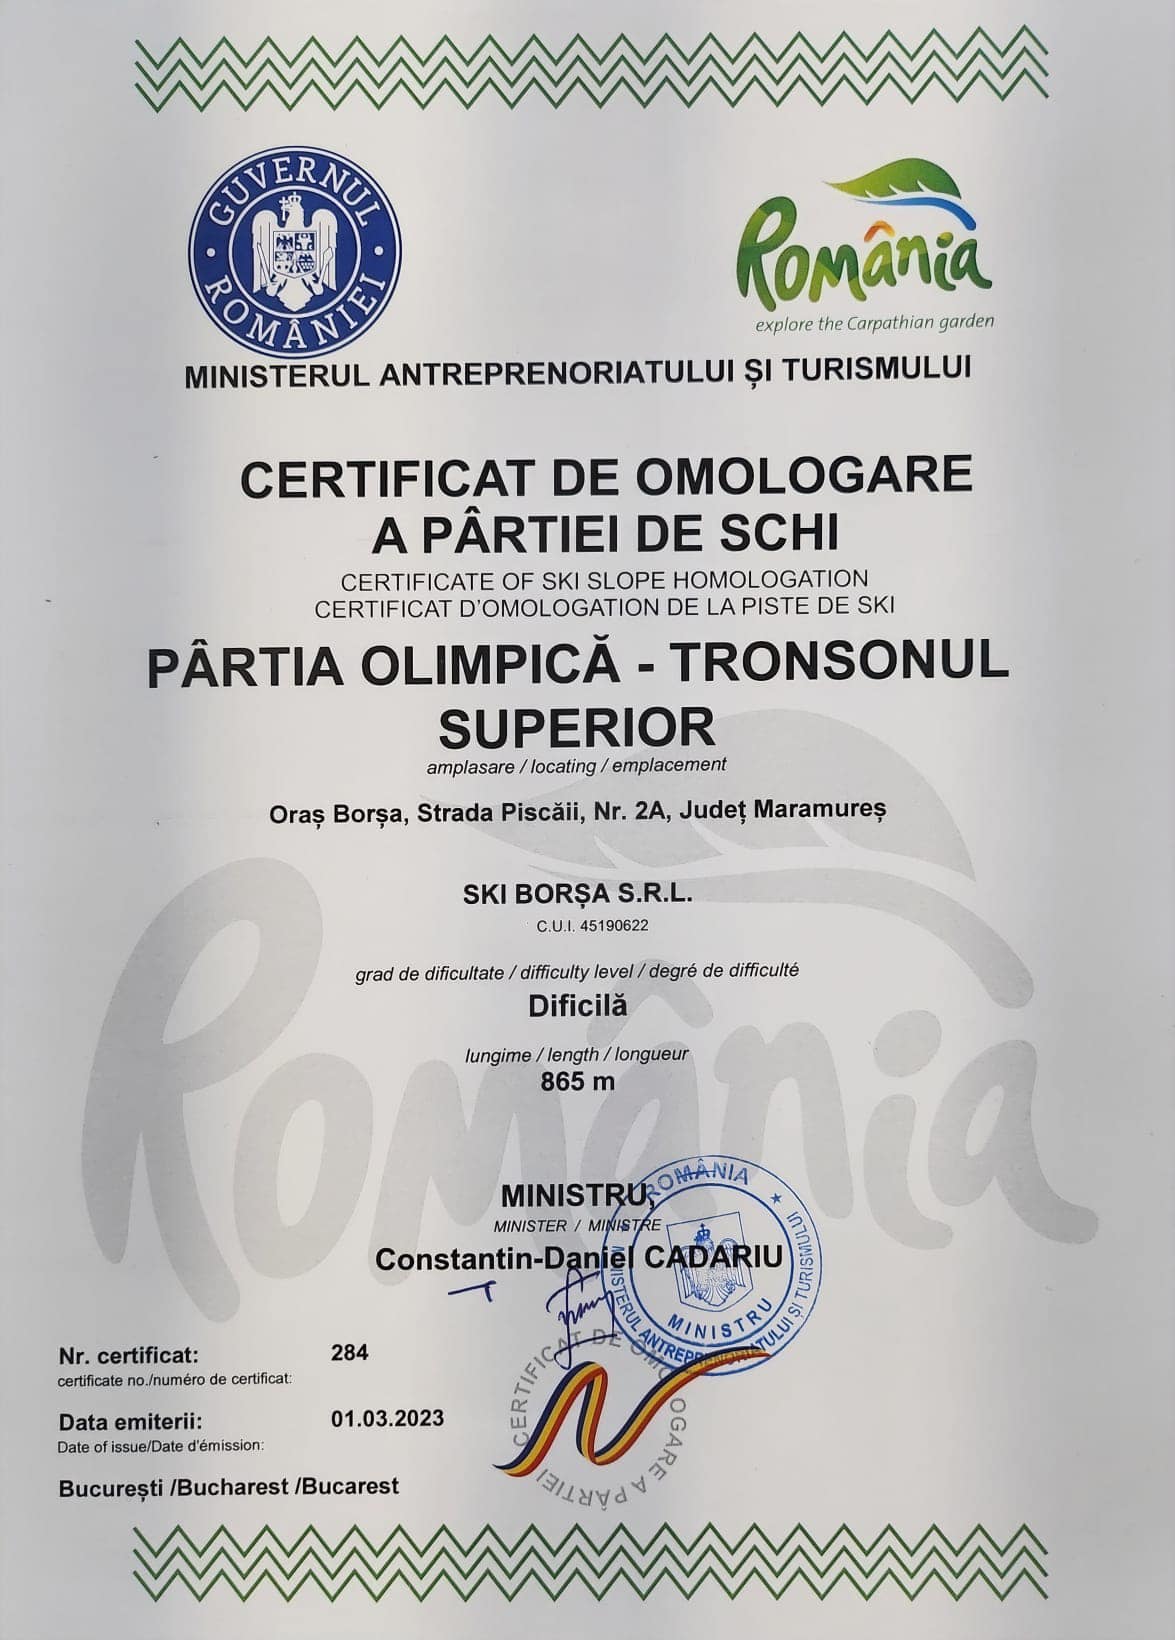 GUVERNUL ROMÂNIEI
România
explore the Carpathian garden
MINISTERUL ANTREPRENORIATULUI ȘI TURISMULUI
CERTIFICAT DE OMOLOGARE
A PÂRTIEI DE SCHI
CERTIFICATE OF SKI SLOPE HOMOLOGATION
CERTIFICAT D'OMOLOGATION DE LA PISTE DE SKI
PÂRTIA OLIMPICĂ - TRONSONUL
SUPERIOR
amplasare / locating / emplacement
Oraș Borșa, Strada Piscăii, Nr. 2A, Județ Maramureș
SKI BORȘA S.R.L.
C.U.I. 45190622
grad de dificultate / difficulty level / degré de difficulté
Dificilă
lungime / length / longueur
865 m
România
MINISTRU,
MINISTER / MINISTRE
Constantin-Daniel CADARIU
ROMÂNIA
MINISTERUL ANTREPRENORIATULUI ȘI TURISMULUI
MINISTRU
CERTIFICAT DE OMOLOGARE A PÂRTIEI
Nr. certificat: 284
certificate no./numéro de certificat:
Data emiterii: 01.03.2023
Date of issue/Date d'émission:
București /Bucharest /Bucarest